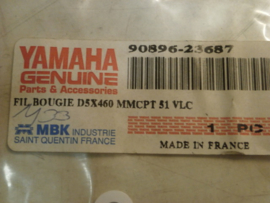 YAMAHA 90896-23687
GENUINE
Parts & Accessories
FIL BOUGIE D5X460 MMCPT 51 VLC
MBK INDUSTRIE 1 PIC
SAINT QUENTIN FRANCE
MADE IN FRANCE